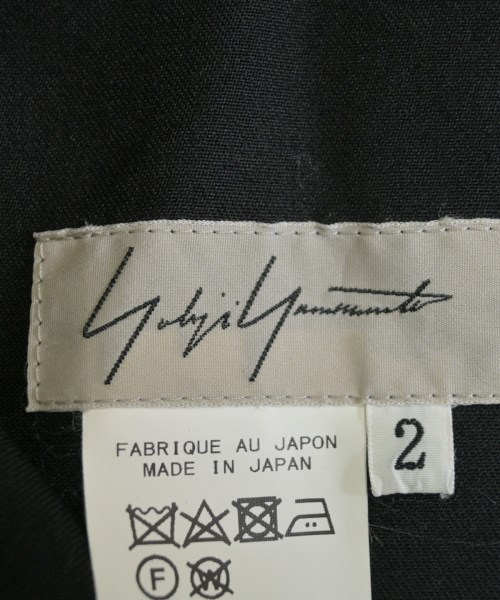 Yohji Yamamoto
FABRIQUE AU JAPON
MADE IN JAPAN
2
F
W